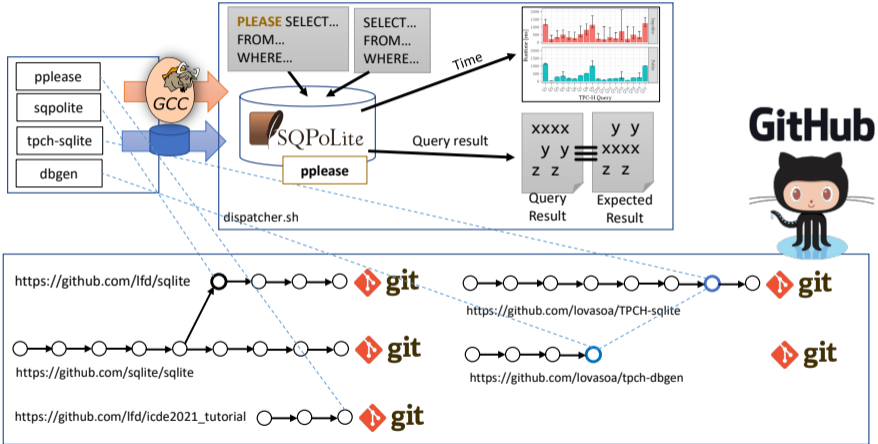 pplease
sqpolite
tpch-sqlite
dbgen
GCC
PLEASE SELECT...
FROM...
WHERE...
SELECT...
FROM...
WHERE...
SQPoLite
pplease
dispatcher.sh
Time
Query result
Runtime [ms]
TPC-H Query
xxxx
y y
z z
y y
xxxx
z z
Query
Result
Expected
Result
GitHub
https://github.com/lfd/sqlite
git
https://github.com/sqlite/sqlite
git
https://github.com/lfd/icde2021_tutorial
git
https://github.com/lovasoa/TPCH-sqlite
git
https://github.com/lovasoa/tpch-dbgen
git